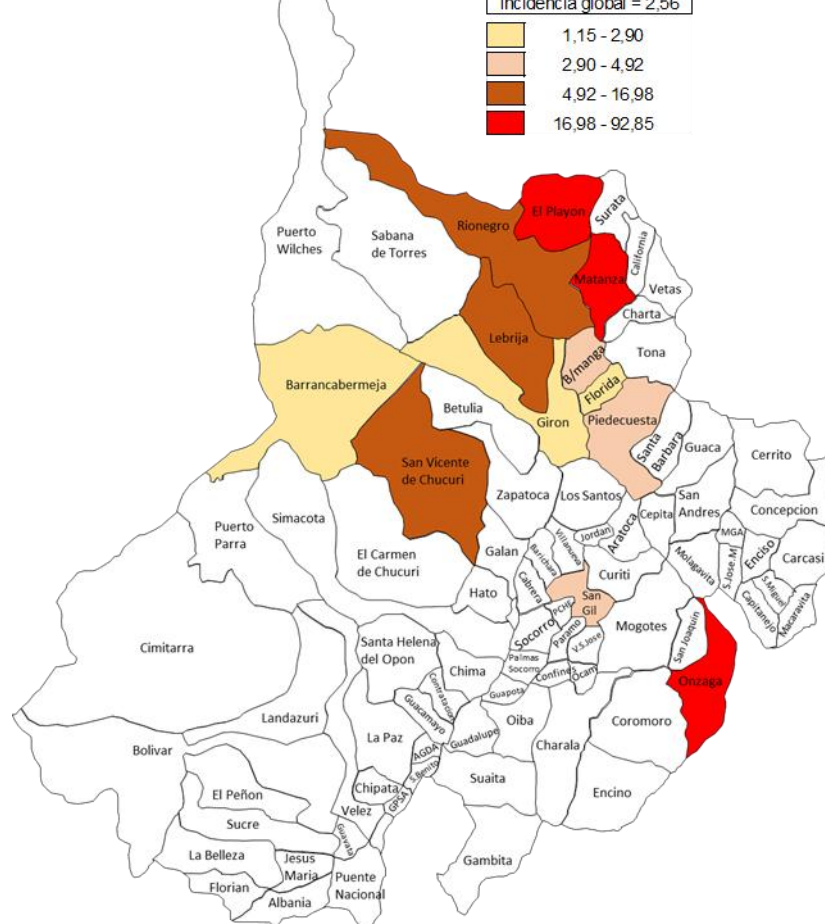 Incidencia global = 2,56
1,15 - 2,90
2,90 - 4,92
4,92 - 16,98
16,98 - 92,85
El Playon
Surata
Rionegro
California
Puerto
Wilches
Sabana
de Torres
Matanza
Vetas
Charta
Lebrija
B/manga
Tona
Barrancabermeja
Florida
Betulia
Giron
Piedecuesta
Santa
Barbara
Guaca
Cerrito
San Vicente
de Chucuri
Zapatoca
Los Santos
Cepita
San
Andres
Concepcion
Simacota
Puerto
Parra
El Carmen
de Chucuri
Galan
Barichara
Villanueva
Jordan
Aratoca
MGA
Enciso
Carcasi
Molagavita
S.Jose.M
S.Miguel
Capitanejo
Macaravita
Hato
Cabrera
Curiti
San
Gil
PCHE
Socorro
Paramo
V.S.Jose
Mogotes
San Joaquin
Cimitarra
Santa Helena
del Opon
Chima
Palmas
Socorro
Confines
Ocam
Onzaga
Contratacion
Guacamayo
Guapota
Landazuri
La Paz
Oiba
Coromoro
Bolivar
AGDA
Guadalupe
Charala
S.Benito
Suaita
El Peñon
Chipata
GPSA
Encino
Velez
Sucre
Guavata
La Belleza
Jesus
Maria
Gambita
Florian
Puente
Nacional
Albania